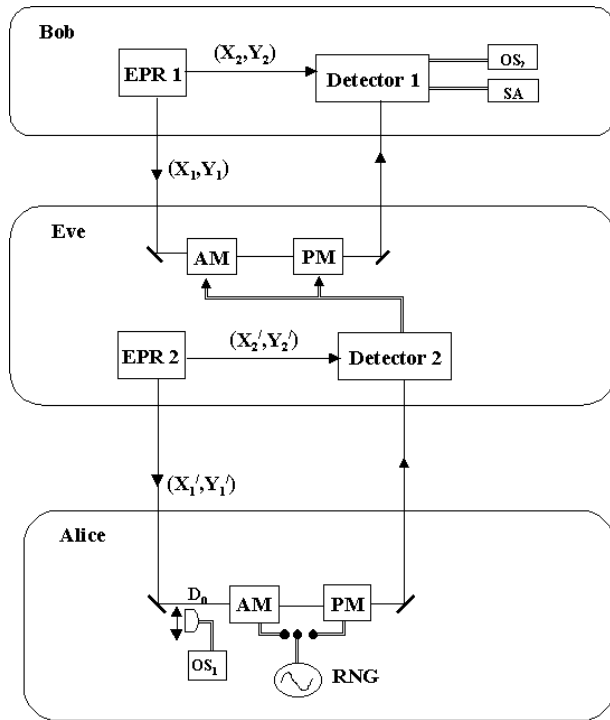 Bob
(X2,Y2)
EPR 1
Detector 1
OS2
SA
(X1,Y1)
Eve
AM
PM
(X2/,Y2/)
EPR 2
Detector 2
(X1/,Y1/)
Alice
D0
AM
PM
OS1
RNG